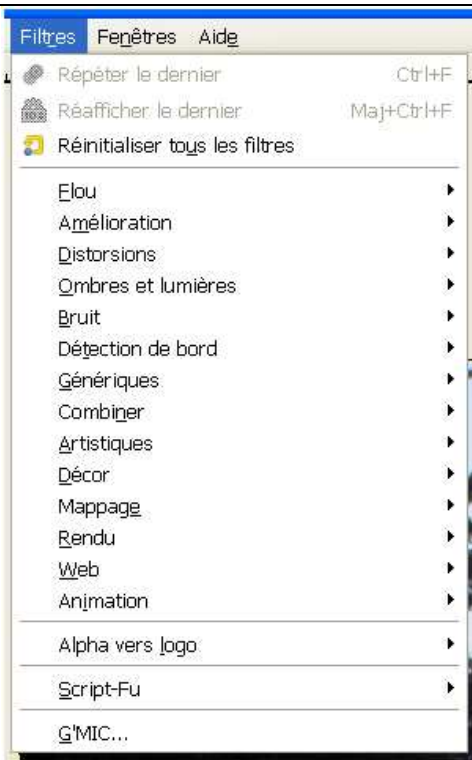 Filtres Fenêtres Aide
Répéter le dernier Ctrl+F
Réafficher le dernier Maj+Ctrl+F
Réinitialiser tous les filtres
Flou
Amélioration
Distorsions
Ombres et lumières
Bruit
Détection de bord
Génériques
Combiner
Artistiques
Décor
Mappage
Rendu
Web
Animation
Alpha vers logo
Script-Fu
G'MIC...